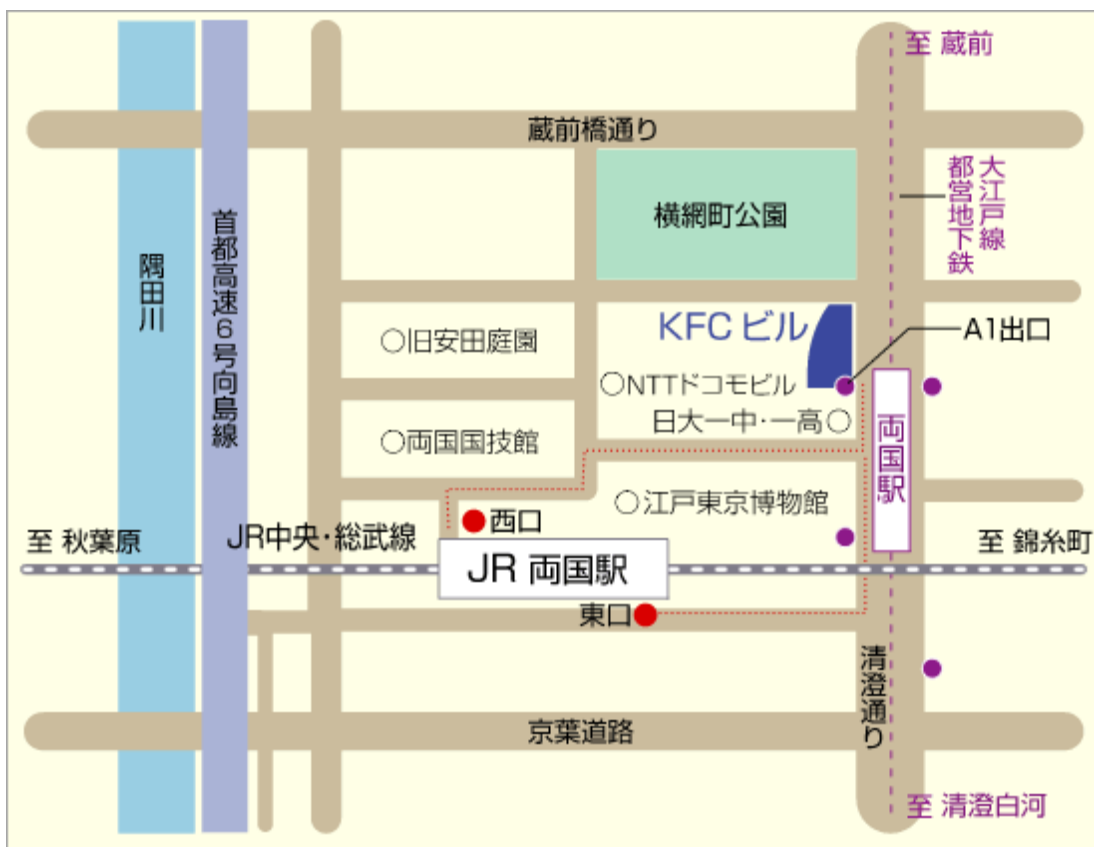 至 蔵前
蔵前橋通り
大江戸線
都営地下鉄
横網町公園
首都高速6号向島線
隅田川
KFCビル
A1出口
○旧安田庭園
○NTTドコモビル
日大一中・一高○
両国駅
○両国国技館
○江戸東京博物館
西口
至 秋葉原
JR中央・総武線
至 錦糸町
JR 両国駅
東口
清澄通り
京葉道路
至 清澄白河